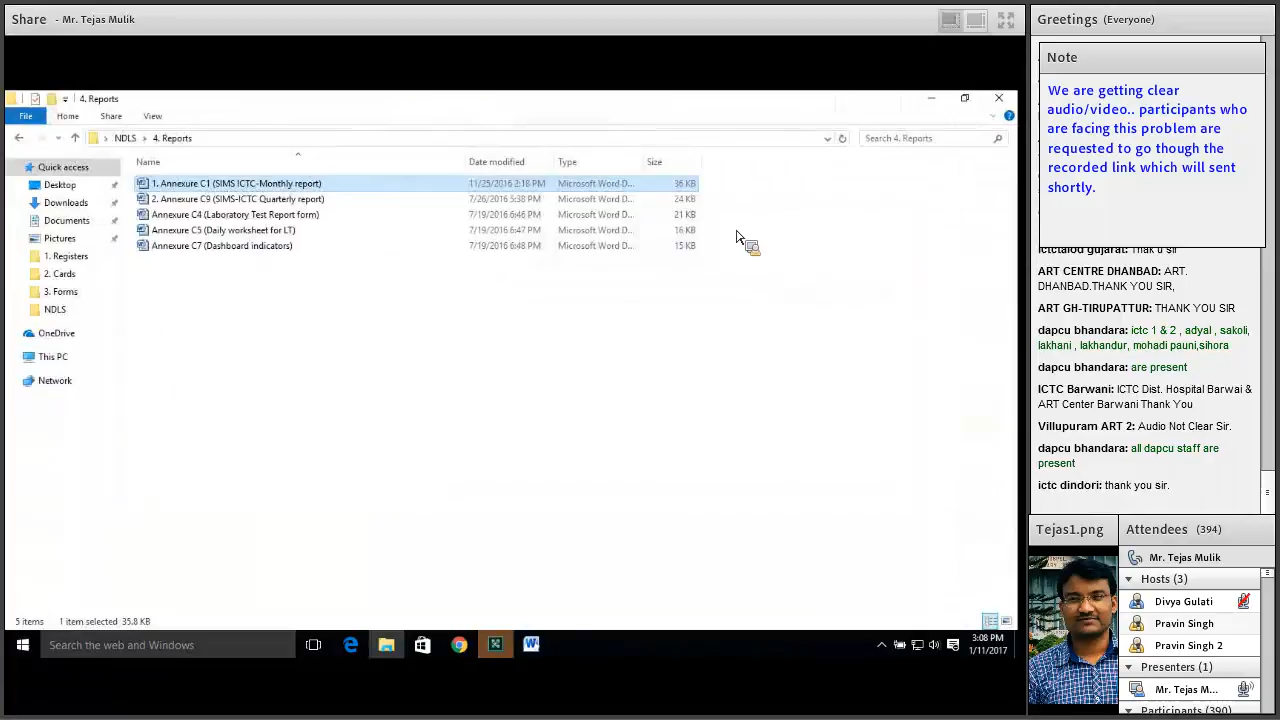 Share - Mr. Tejas Mulik
4. Reports
File Home Share View
NDLS 4. Reports
Search 4. Reports
Name Date modified Type Size
Quick access
Desktop
Downloads
Documents
Pictures
1. Registers
2. Cards
3. Forms
NDLS
OneDrive
This PC
Network
1. Annexure C1 (SIMS ICTC-Monthly report) 11/25/2016 2:18 PM Microsoft Word D... 36 KB
2. Annexure C9 (SIMS-ICTC Quarterly report) 7/26/2016 5:38 PM Microsoft Word D... 24 KB
Annexure C4 (Laboratory Test Report form) 7/19/2016 6:46 PM Microsoft Word D... 21 KB
Annexure C5 (Daily worksheet for LT) 7/19/2016 6:47 PM Microsoft Word D... 16 KB
Annexure C7 (Dashboard indicators) 7/19/2016 6:48 PM Microsoft Word D... 15 KB
5 items 1 item selected 35.8 KB
Search the web and Windows
3:08 PM
1/11/2017
Greetings (Everyone)
Note
We are getting clear
audio/video.. participants who
are facing this problem are
requested to go though the
recorded link which will sent
shortly.
ART CENTRE DHANBAD: ART.
DHANBAD.THANK YOU SIR,
ART GH-TIRUPATTUR: THANK YOU SIR
dapcu bhandara: ictc 1 & 2 , adyal , sakoli,
lakhani , lakhandur, mohadi pauni,sihora
dapcu bhandara: are present
ICTC Barwani: ICTC Dist. Hospital Barwai &
ART Center Barwani Thank You
Villupuram ART 2: Audio Not Clear Sir.
dapcu bhandara: all dapcu staff are
present
ictc dindori: thank you sir.
Tejas1.png
Attendees (394)
Mr. Tejas Mulik
Hosts (3)
Divya Gulati
Pravin Singh
Pravin Singh 2
Presenters (1)
Mr. Tejas M...
Participants (390)